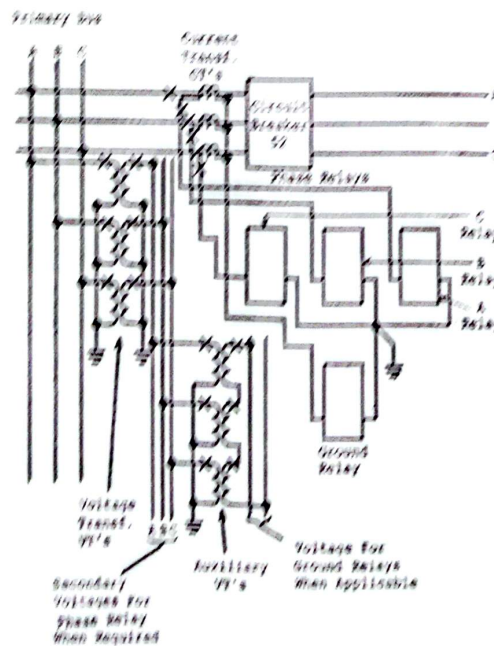 Primary Bus
A B C
Current
Transf.
CT's
Circuit
Breaker
52
Phase Relays
C
Relay
B
Relay
A
Relay
Ground
Relay
Voltage
Transf.
VT's
A B C
Auxiliary
VT's
Voltage For
Ground Relays
When Applicable
Secondary
Voltages For
Phase Relay
When Required